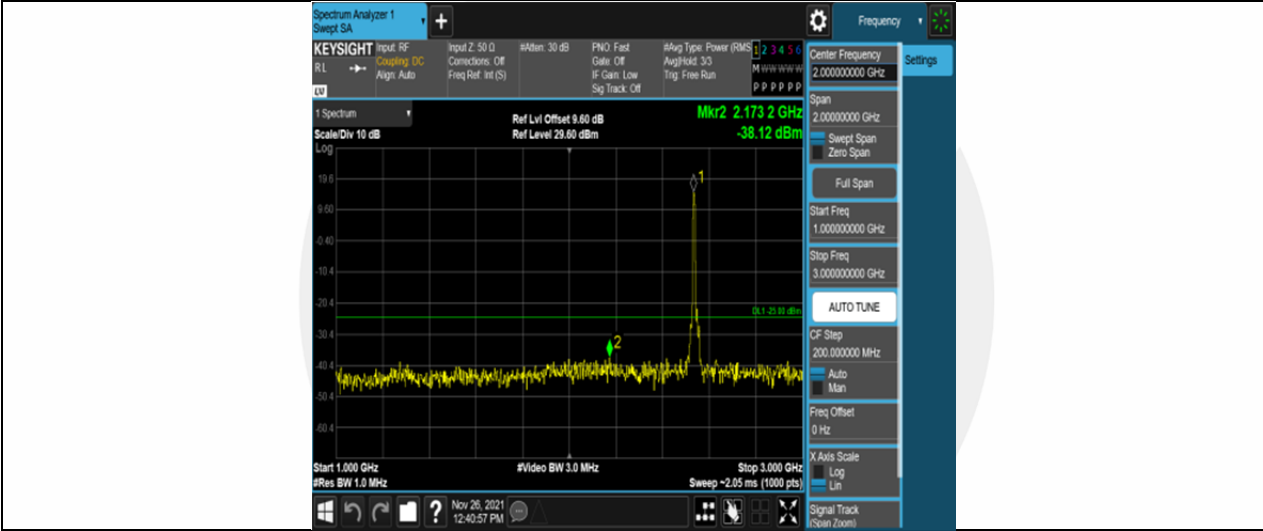 Spectrum Analyzer 1
Swept SA
+
Frequency
KEYSIGHT
RL
LV
Input: RF
Coupling: DC
Align: Auto
Input Z: 50 Ω
Corrections: Off
Freq Ref: Int (S)
#Atten: 30 dB
PNO: Fast
Gate: Off
IF Gain: Low
Sig Track: Off
#Avg Type: Power (RMS
Avg|Hold: 3/3
Trig: Free Run
1 2 3 4 5 6
M W W W W W
P P P P P P
Center Frequency
2.000000000 GHz
Settings
Span
2.00000000 GHz
Swept Span
Zero Span
Full Span
Start Freq
1.000000000 GHz
Stop Freq
3.000000000 GHz
AUTO TUNE
CF Step
200.000000 MHz
Auto
Man
Freq Offset
0 Hz
X Axis Scale
Log
Lin
Signal Track
(Span Zoom)
1 Spectrum
Scale/Div 10 dB
Log
Ref Lvl Offset 9.60 dB
Ref Level 29.60 dBm
Mkr2 2.173 2 GHz
-38.12 dBm
19.6
9.60
-0.40
-10.4
-20.4
-30.4
-40.4
-50.4
-60.4
1
DL1 -25.00 dBm
2
Start 1.000 GHz
#Res BW 1.0 MHz
#Video BW 3.0 MHz
Stop 3.000 GHz
Sweep ~2.05 ms (1000 pts)
?
Nov 26, 2021
12:40:57 PM